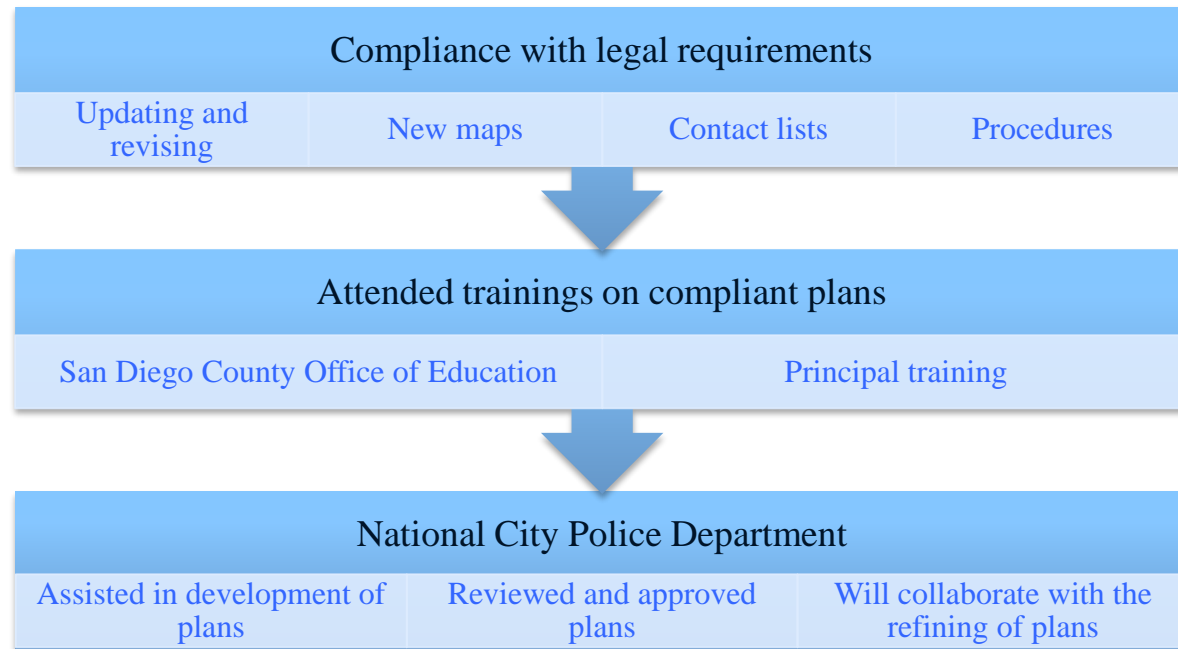 Compliance with legal requirements
Updating and
revising
New maps
Contact lists
Procedures
Attended trainings on compliant plans
San Diego County Office of Education
Principal training
National City Police Department
Assisted in development of
plans
Reviewed and approved
plans
Will collaborate with the
refining of plans